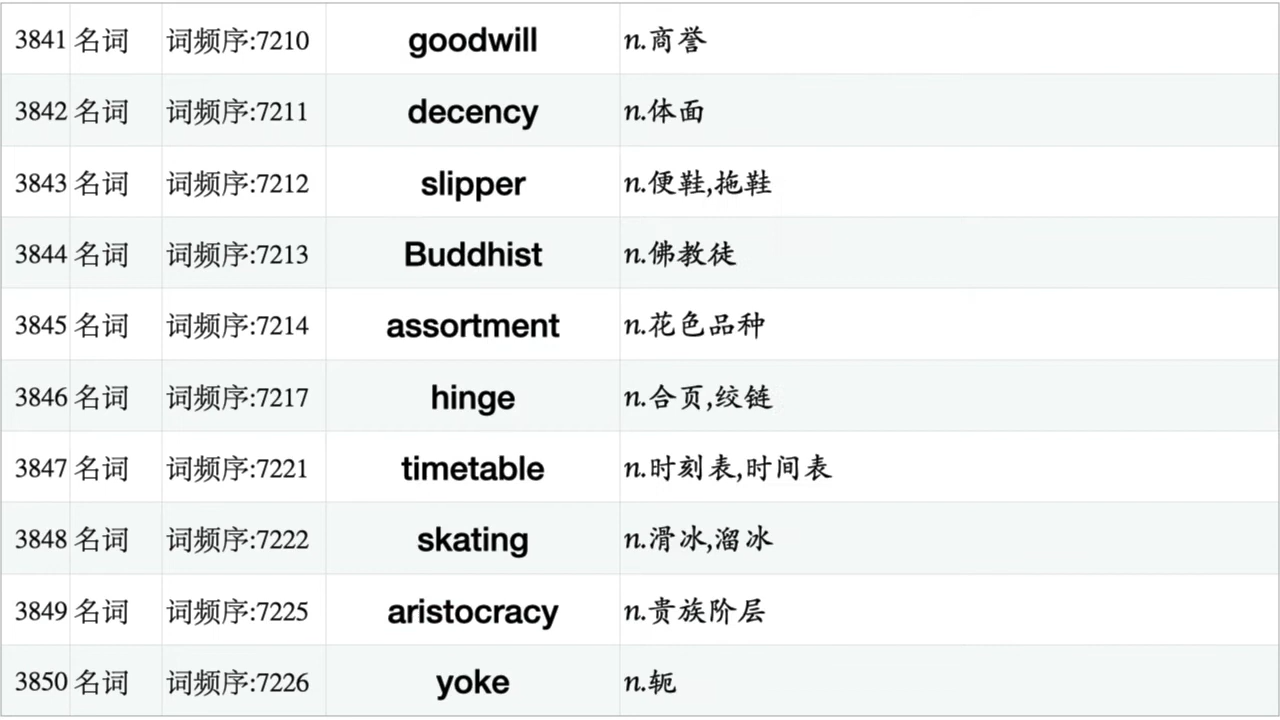 3841 名词 词频序:7210 goodwill n.商誉
3842 名词 词频序:7211 decency n.体面
3843 名词 词频序:7212 slipper n.便鞋,拖鞋
3844 名词 词频序:7213 Buddhist n.佛教徒
3845 名词 词频序:7214 assortment n.花色品种
3846 名词 词频序:7217 hinge n.合页,绞链
3847 名词 词频序:7221 timetable n.时刻表,时间表
3848 名词 词频序:7222 skating n.滑冰,溜冰
3849 名词 词频序:7225 aristocracy n.贵族阶层
3850 名词 词频序:7226 yoke n.轭